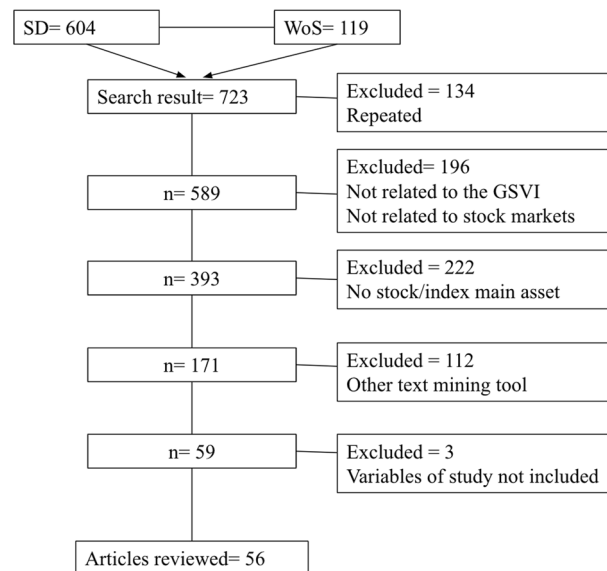 SD= 604
WoS= 119
Search result= 723
Excluded = 134
Repeated
n= 589
Excluded= 196
Not related to the GSVI
Not related to stock markets
n= 393
Excluded = 222
No stock/index main asset
n= 171
Excluded = 112
Other text mining tool
n= 59
Excluded = 3
Variables of study not included
Articles reviewed= 56